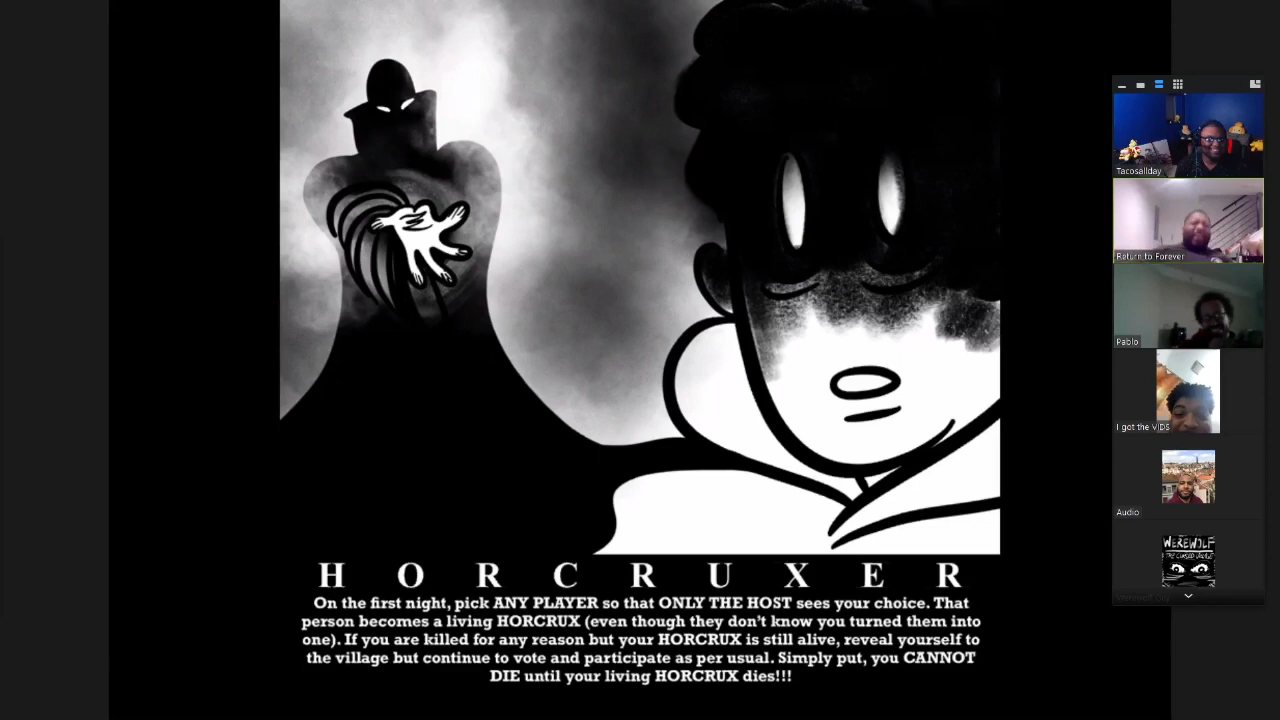 Tacosallday
Return to Forever
Pablo
I got the VIDS
Audio
WEREWOLF
THE CURSED VILLAGE
H O R C R U X E R
On the first night, pick ANY PLAYER so that ONLY THE HOST sees your choice. That
person becomes a living HORCRUX (even though they don't know you turned them into
one). If you are killed for any reason but your HORCRUX is still alive, reveal yourself to
the village but continue to vote and participate as per usual. Simply put, you CANNOT
DIE until your living HORCRUX dies!!!